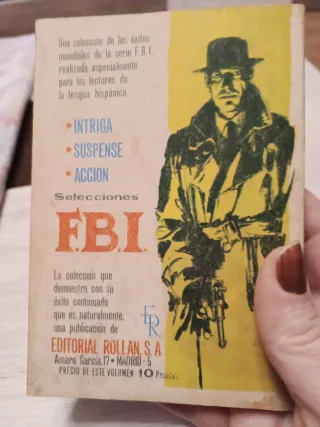 Una selección de los éxitos
mundiales de la serie F.B.I.
realizada especialmente
para los lectores de
la lengua hispánica.
• INTRIGA
• SUSPENSE
• ACCION
Selecciones
F.B.I.
La colección que
demuestra con su
éxito continuado
que es, naturalmente,
una publicación de
ER
EDITORIAL ROLLAN, S. A
Amaro García, 17 • MADRID - 5
PRECIO DE ESTE VOLUMEN 10 Pesetas.